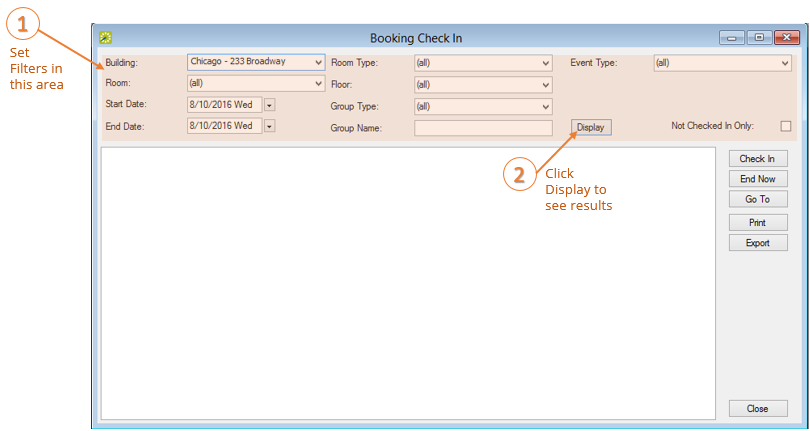 1
Set
Filters in
this area
Booking Check In
Building: Chicago - 233 Broadway Room Type: (all) Event Type: (all)
Room: (all) Floor: (all)
Start Date: 8/10/2016 Wed Group Type: (all)
End Date: 8/10/2016 Wed Group Name: Display Not Checked In Only:
2
Click
Display to
see results
Check In
End Now
Go To
Print
Export
Close